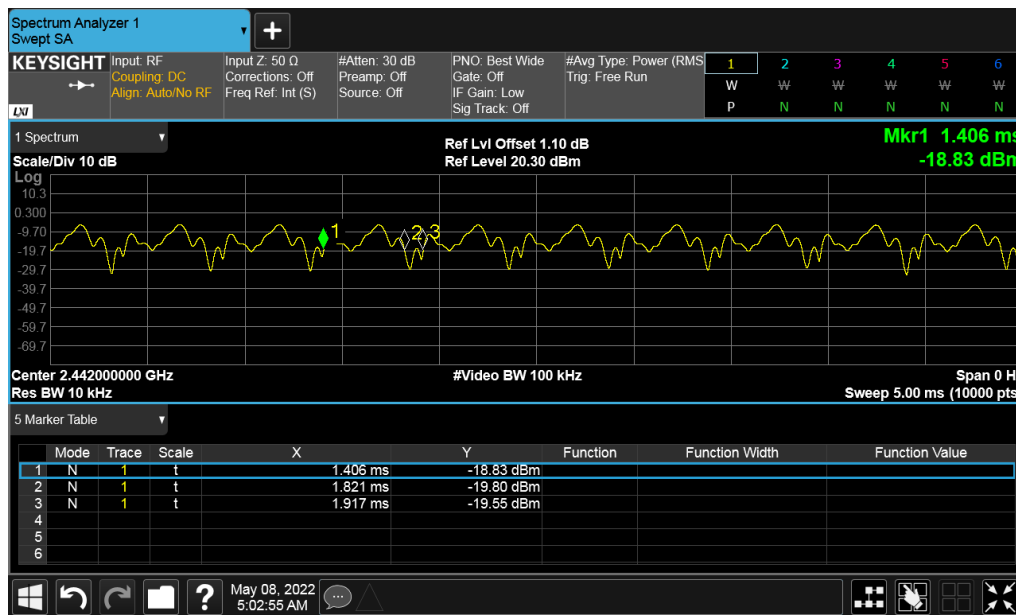 Spectrum Analyzer 1
Swept SA
KEYSIGHT
LXI
Input: RF
Coupling: DC
Align: Auto/No RF
Input Z: 50 Ω
Corrections: Off
Freq Ref: Int (S)
#Atten: 30 dB
Preamp: Off
Source: Off
PNO: Best Wide
Gate: Off
IF Gain: Low
Sig Track: Off
#Avg Type: Power (RMS
Trig: Free Run
1 2 3 4 5 6
W W W W W W
P N N N N N
1 Spectrum
Scale/Div 10 dB
Ref Lvl Offset 1.10 dB
Ref Level 20.30 dBm
Mkr1 1.406 ms
-18.83 dBm
Log
10.3
0.300
-9.70
-19.7
-29.7
-39.7
-49.7
-59.7
-69.7
1 2 3
Center 2.442000000 GHz
#Video BW 100 kHz
Span 0 H
Res BW 10 kHz
Sweep 5.00 ms (10000 pts
5 Marker Table
Mode Trace Scale X Y Function Function Width Function Value
1 N 1 t 1.406 ms -18.83 dBm
2 N 1 t 1.821 ms -19.80 dBm
3 N 1 t 1.917 ms -19.55 dBm
4
5
6
?
May 08, 2022
5:02:55 AM